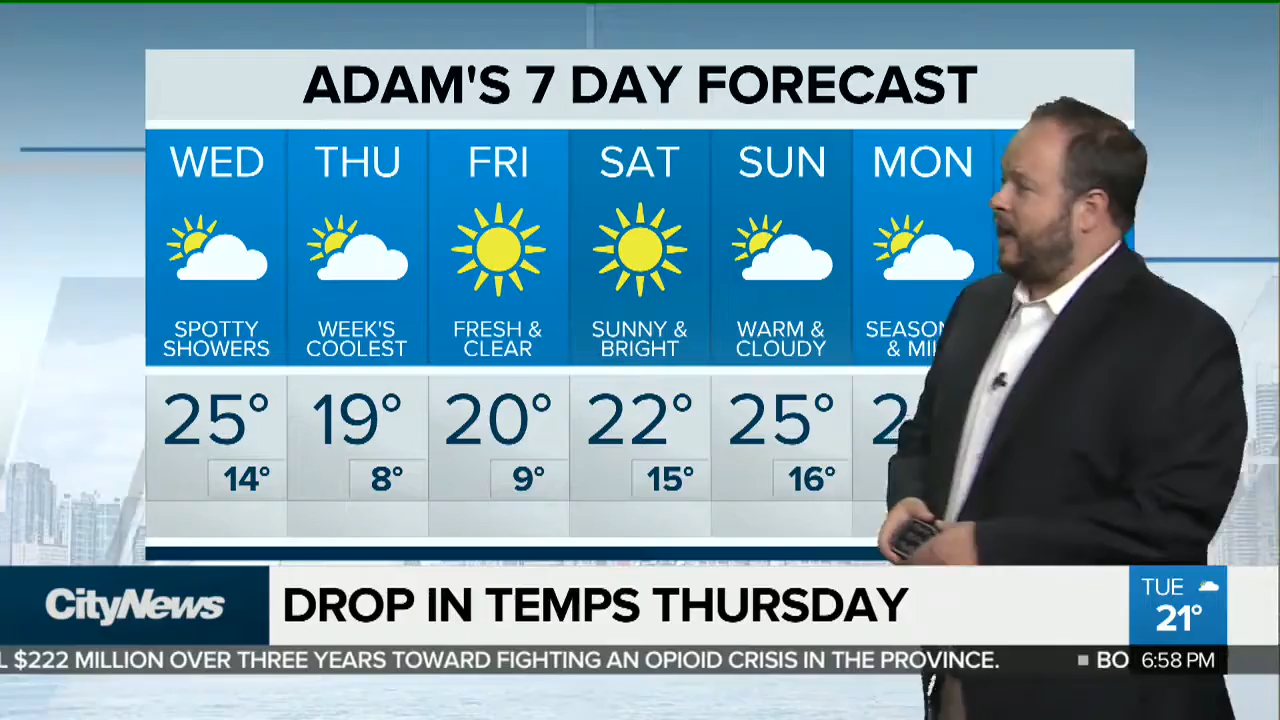 ADAM'S 7 DAY FORECAST
WED THU FRI SAT SUN MON
SPOTTY SHOWERS
WEEK'S COOLEST
FRESH & CLEAR
SUNNY & BRIGHT
WARM & CLOUDY
& 
25° 19° 20° 22° 25°
14° 8° 9° 15° 16°
CityNews
DROP IN TEMPS THURSDAY
TUE
21°
$222 MILLION OVER THREE YEARS TOWARD FIGHTING AN OPIOID CRISIS IN THE PROVINCE.
6:58 PM